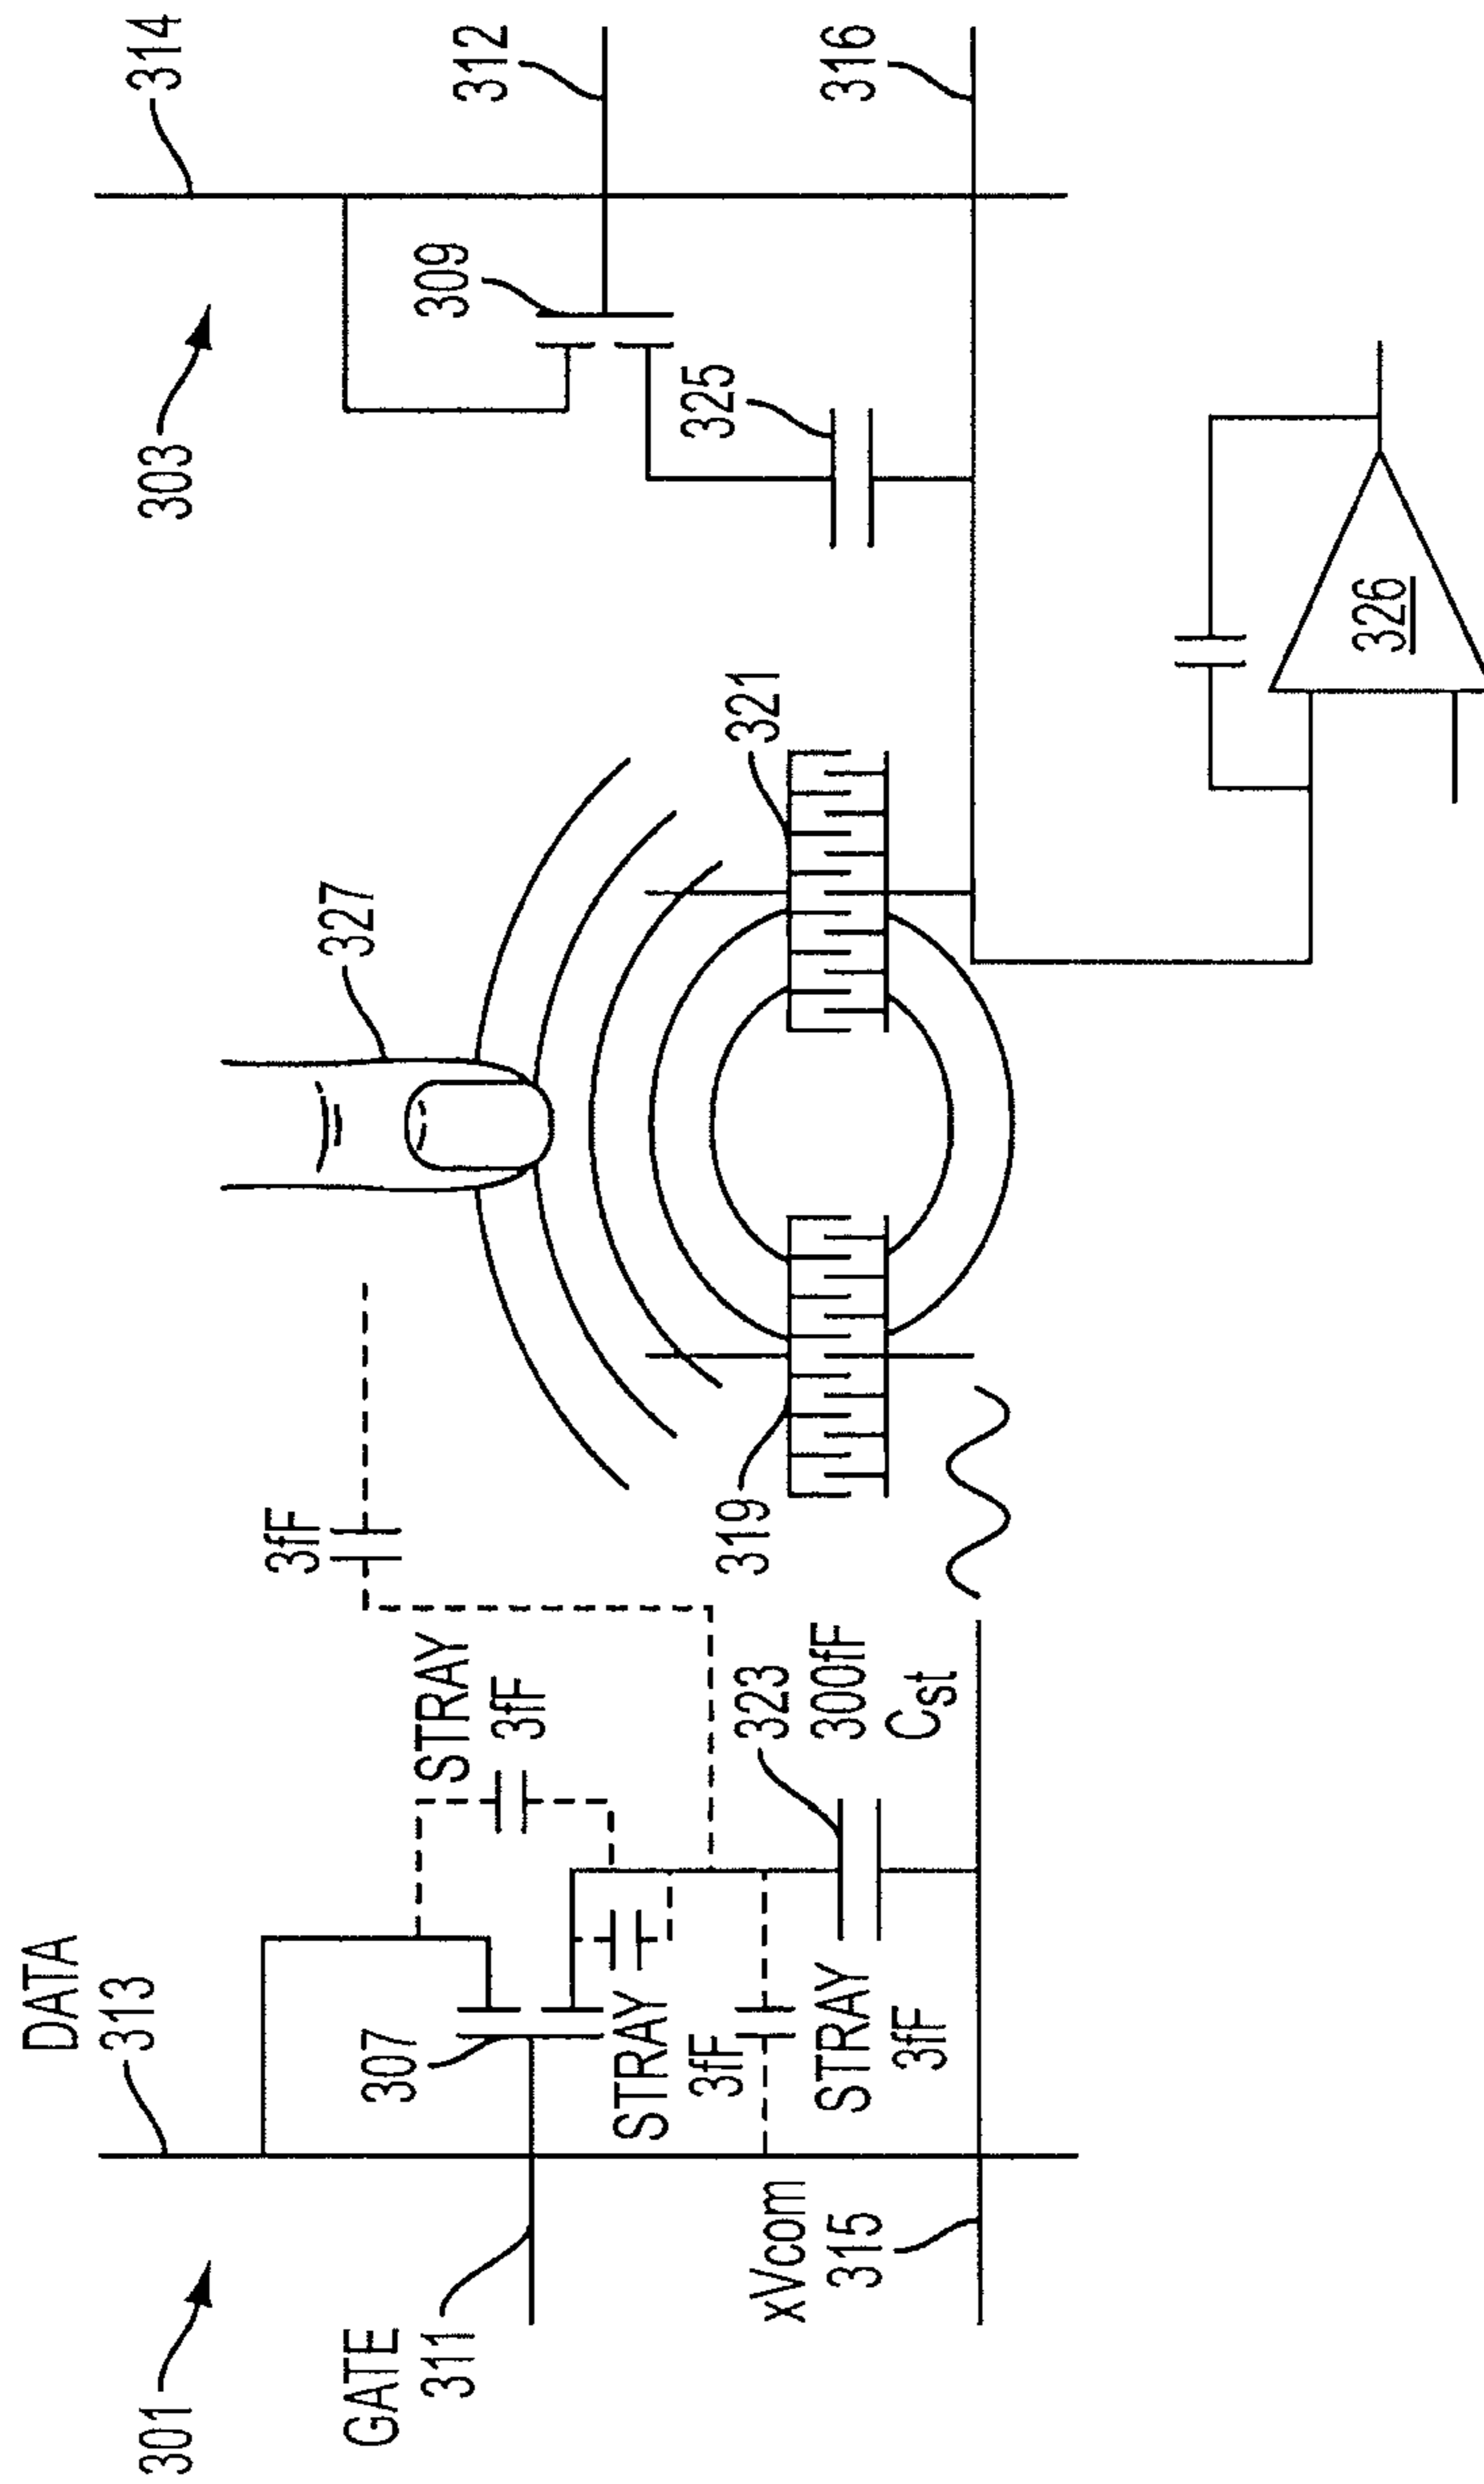 301
DATA
313
GATE
311
307
STRAY
3fF
STRAY
3fF
STRAY
3fF
xVcom
315
323
300fF
Cst
3fF
319
327
321
303
314
309
312
325
316
326